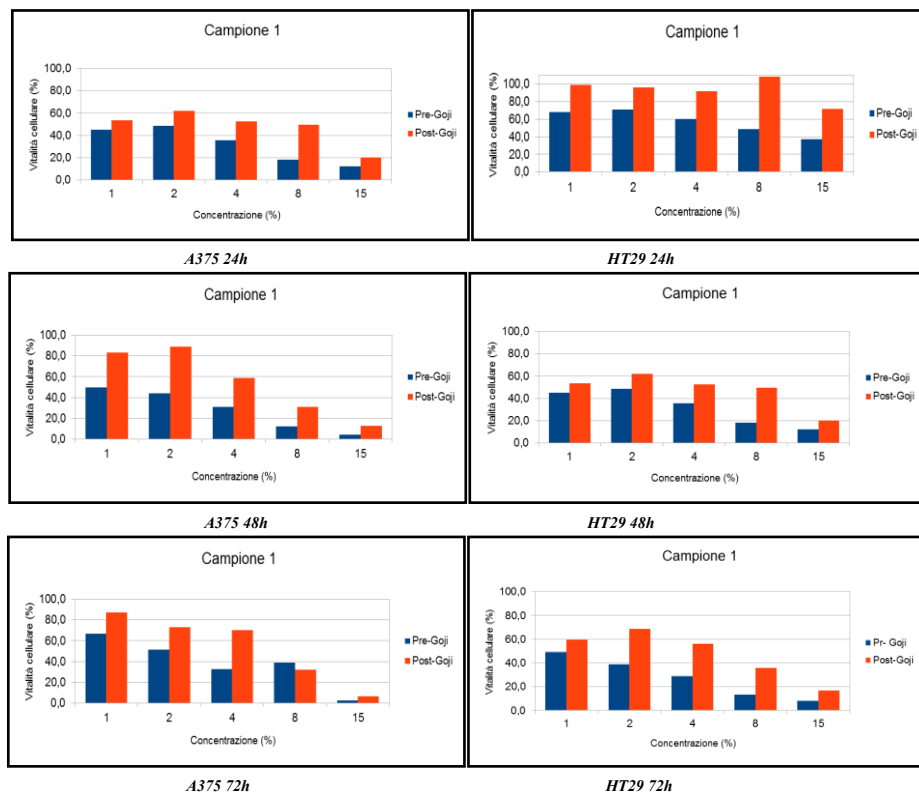 Campione 1
Vitalità cellulare (%)
100,0
80,0
60,0
40,0
20,0
0,0
1 2 4 8 15
Concentrazione (%)
Pre-Goji
Post-Goji
A375 24h
Campione 1
Vitalità cellulare (%)
100,0
80,0
60,0
40,0
20,0
0,0
1 2 4 8 15
Concentrazione (%)
Pre-Goji
Post-Goji
HT29 24h
Campione 1
Vitalità cellulare (%)
100,0
80,0
60,0
40,0
20,0
0,0
1 2 4 8 15
Concentrazione (%)
Pre-Goji
Post-Goji
A375 48h
Campione 1
Vitalità cellulare (%)
100,0
80,0
60,0
40,0
20,0
0,0
1 2 4 8 15
Concentrazione (%)
Pre-Goji
Post-Goji
HT29 48h
Campione 1
Vitalità cellulare (%)
100,0
80,0
60,0
40,0
20,0
0,0
1 2 4 8 15
Concentrazione (%)
Pre-Goji
Post-Goji
A375 72h
Campione 1
Vitalità cellulare (%)
100,0
80,0
60,0
40,0
20,0
0,0
1 2 4 8 15
Concentrazione (%)
Pr- Goji
Post-Goji
HT29 72h